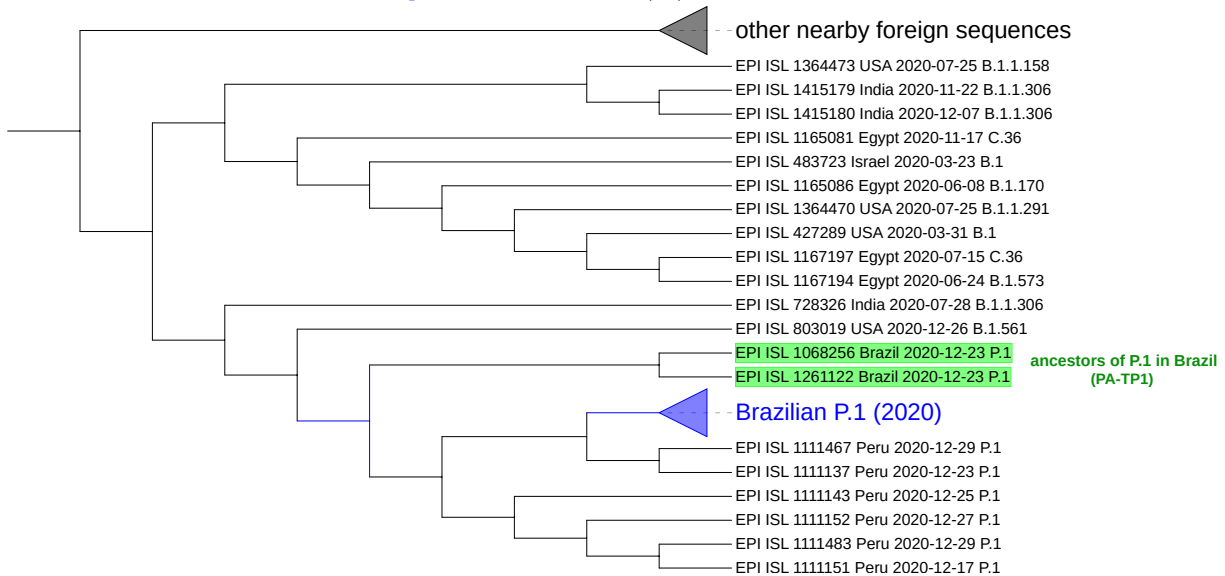 other nearby foreign sequences
EPI ISL 1364473 USA 2020-07-25 B.1.1.158
EPI ISL 1415179 India 2020-11-22 B.1.1.306
EPI ISL 1415180 India 2020-12-07 B.1.1.306
EPI ISL 1165081 Egypt 2020-11-17 C.36
EPI ISL 483723 Israel 2020-03-23 B.1
EPI ISL 1165086 Egypt 2020-06-08 B.1.170
EPI ISL 1364470 USA 2020-07-25 B.1.1.291
EPI ISL 427289 USA 2020-03-31 B.1
EPI ISL 1167197 Egypt 2020-07-15 C.36
EPI ISL 1167194 Egypt 2020-06-24 B.1.573
EPI ISL 728326 India 2020-07-28 B.1.1.306
EPI ISL 803019 USA 2020-12-26 B.1.561
EPI ISL 1068256 Brazil 2020-12-23 P.1
EPI ISL 1261122 Brazil 2020-12-23 P.1
ancestors of P.1 in Brazil
(PA-TP1)
Brazilian P.1 (2020)
EPI ISL 1111467 Peru 2020-12-29 P.1
EPI ISL 1111137 Peru 2020-12-23 P.1
EPI ISL 1111143 Peru 2020-12-25 P.1
EPI ISL 1111152 Peru 2020-12-27 P.1
EPI ISL 1111483 Peru 2020-12-29 P.1
EPI ISL 1111151 Peru 2020-12-17 P.1